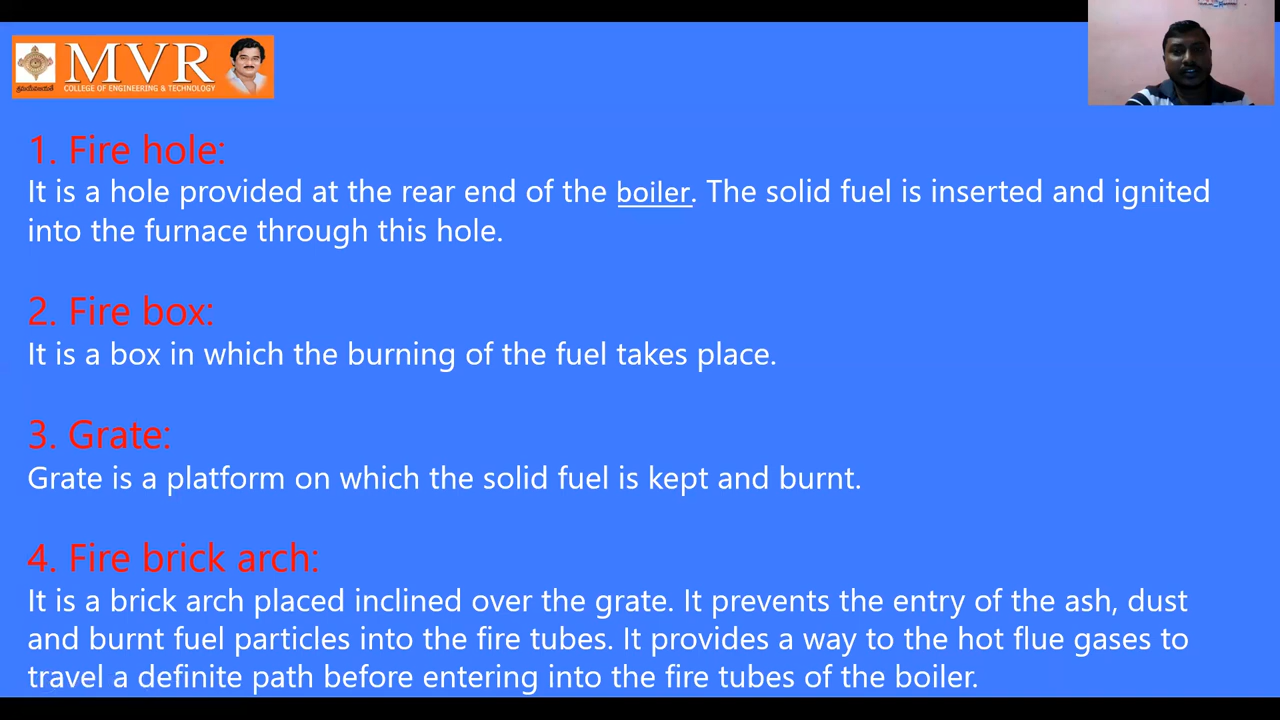 MVR
COLLEGE OF ENGINEERING & TECHNOLOGY
1. Fire hole:
It is a hole provided at the rear end of the boiler. The solid fuel is inserted and ignited
into the furnace through this hole.
2. Fire box:
It is a box in which the burning of the fuel takes place.
3. Grate:
Grate is a platform on which the solid fuel is kept and burnt.
4. Fire brick arch:
It is a brick arch placed inclined over the grate. It prevents the entry of the ash, dust
and burnt fuel particles into the fire tubes. It provides a way to the hot flue gases to
travel a definite path before entering into the fire tubes of the boiler.